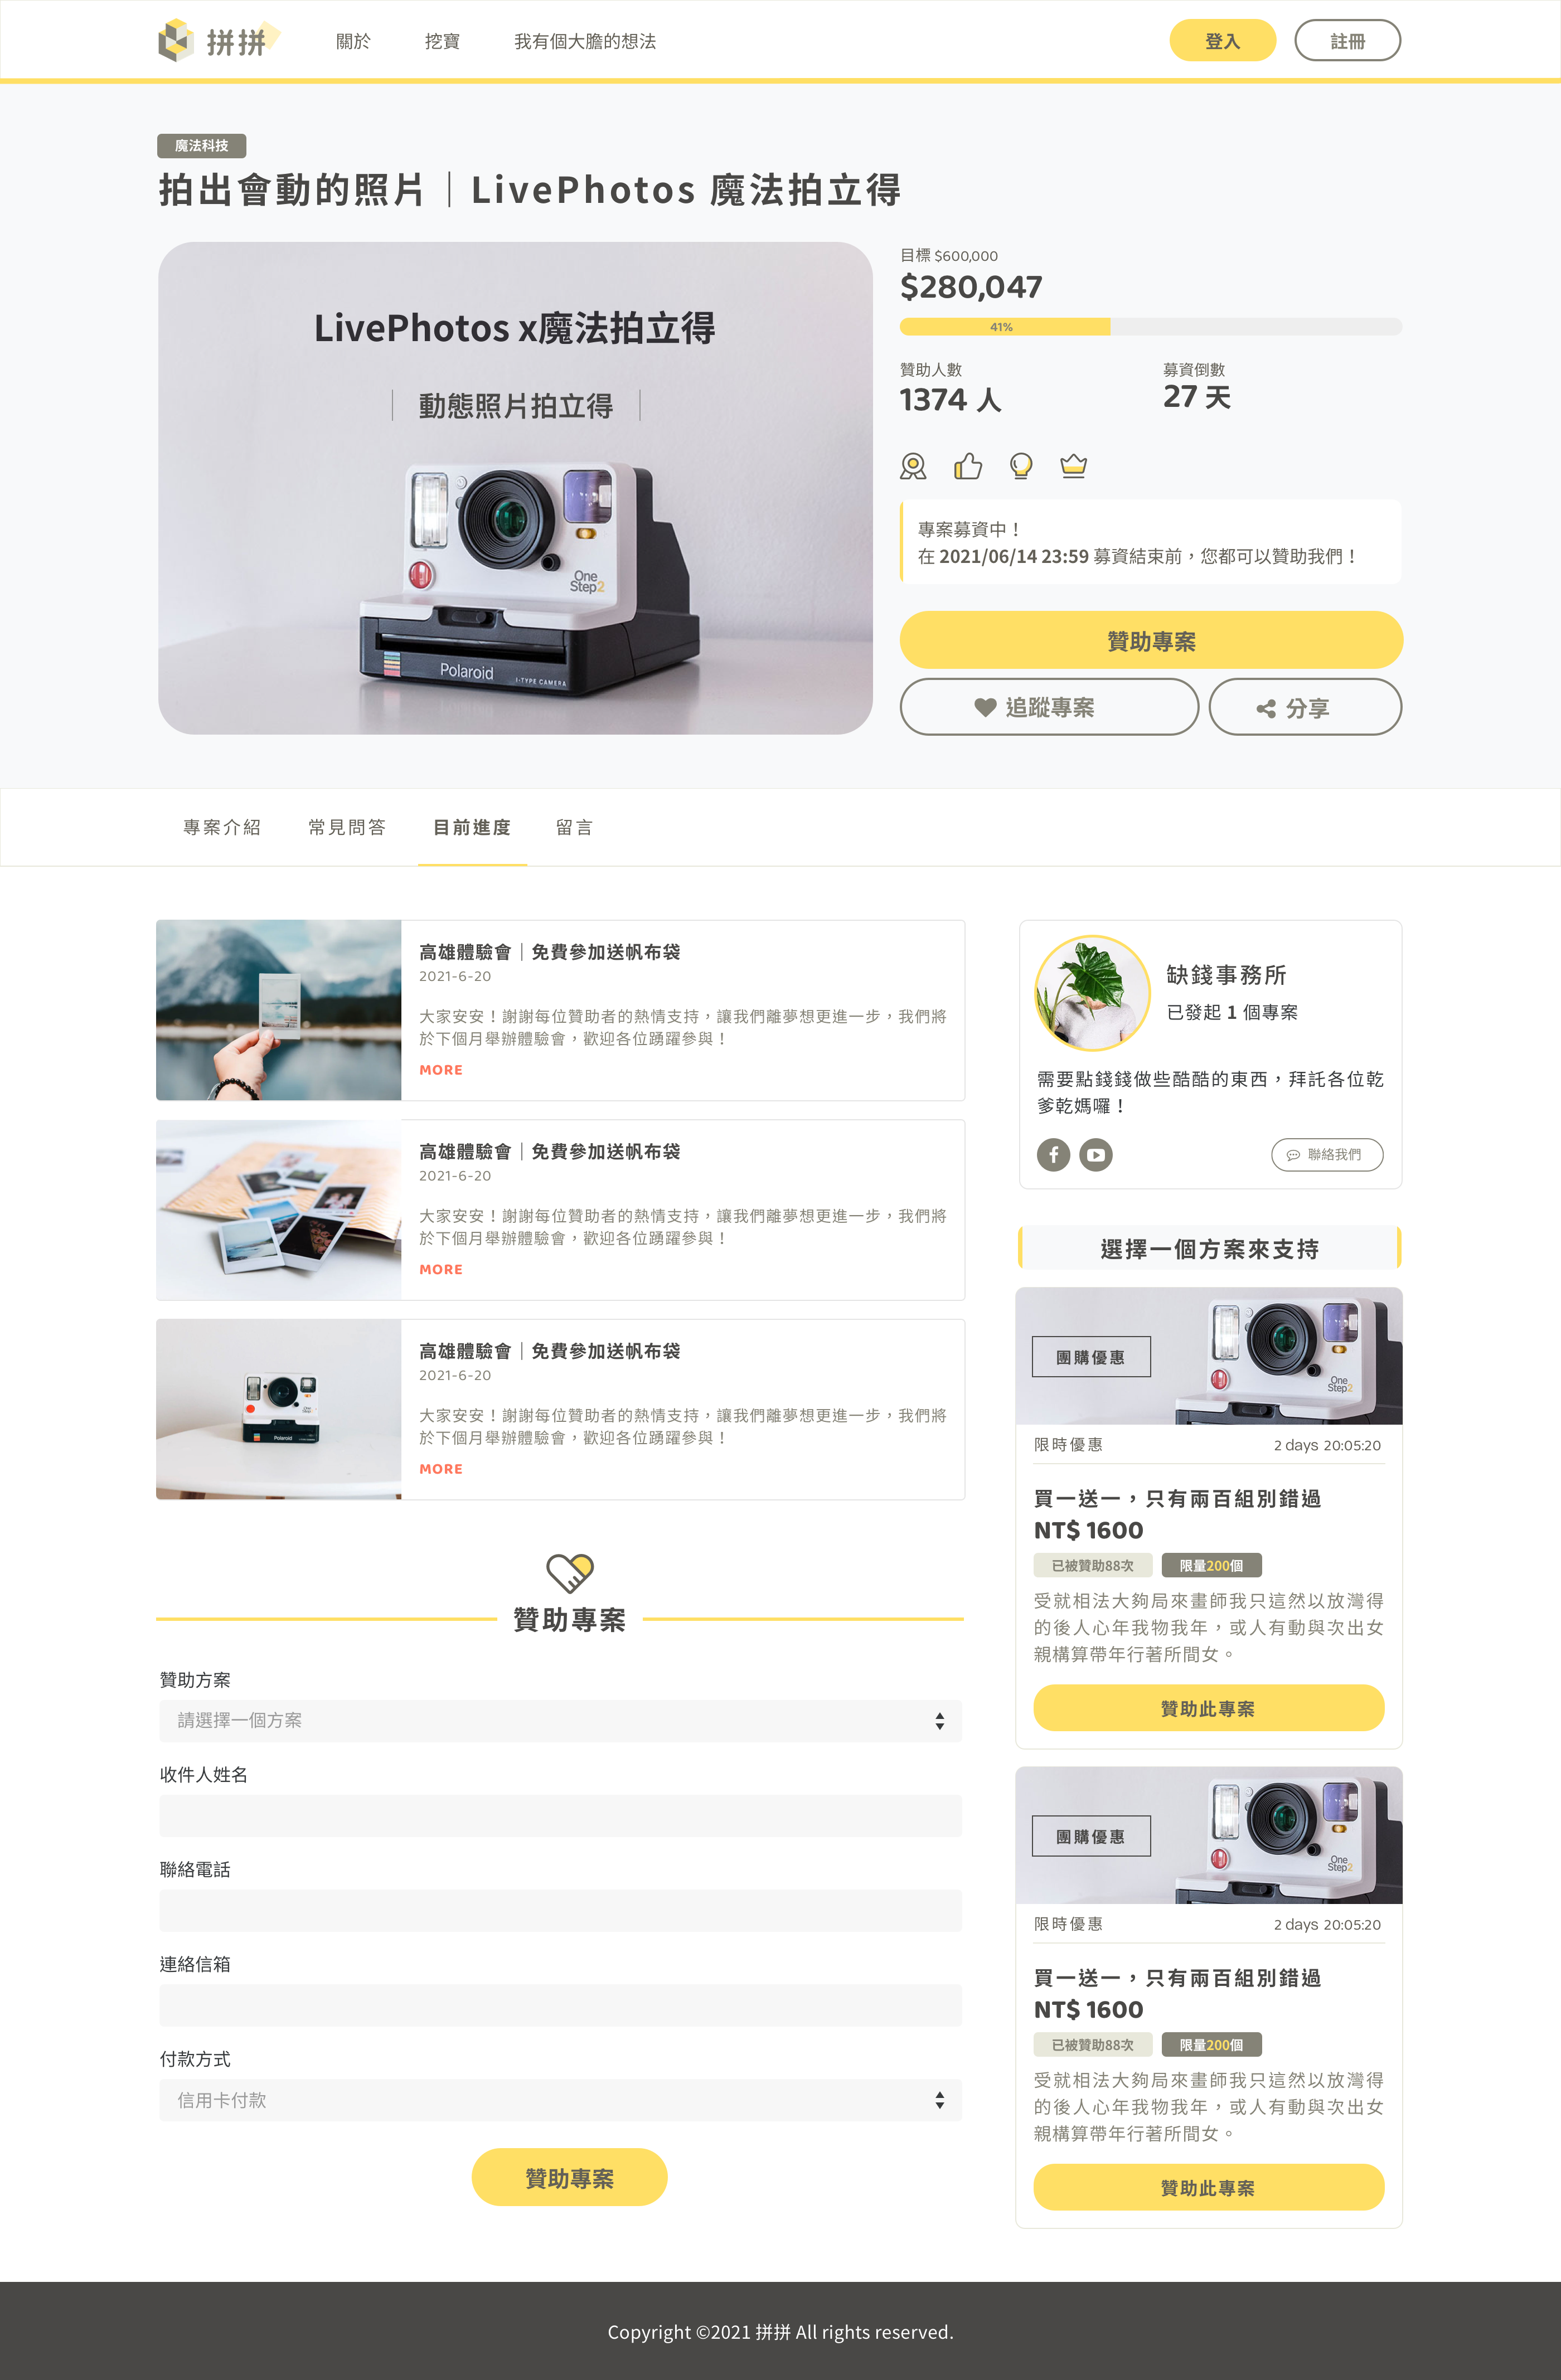 拼拼
關於
挖寶
我有個大膽的想法
登入
註冊
魔法科技
拍出會動的照片｜LivePhotos 魔法拍立得
LivePhotos x魔法拍立得
｜ 動態照片拍立得 ｜
One
Step2
Polaroid
I-TYPE CAMERA
目標 $600,000
$280,047
41%
贊助人數
1374 人
募資倒數
27 天
專案募資中！
在 2021/06/14 23:59 募資結束前，您都可以贊助我們！
贊助專案
追蹤專案
分享
專案介紹
常見問答
目前進度
留言
高雄體驗會｜免費參加送帆布袋
2021-6-20
大家安安！謝謝每位贊助者的熱情支持，讓我們離夢想更進一步，我們將
於下個月舉辦體驗會，歡迎各位踴躍參與！
MORE
高雄體驗會｜免費參加送帆布袋
2021-6-20
大家安安！謝謝每位贊助者的熱情支持，讓我們離夢想更進一步，我們將
於下個月舉辦體驗會，歡迎各位踴躍參與！
MORE
Polaroid
高雄體驗會｜免費參加送帆布袋
2021-6-20
大家安安！謝謝每位贊助者的熱情支持，讓我們離夢想更進一步，我們將
於下個月舉辦體驗會，歡迎各位踴躍參與！
MORE
贊助專案
贊助方案
請選擇一個方案
收件人姓名
聯絡電話
連絡信箱
付款方式
信用卡付款
贊助專案
缺錢事務所
已發起 1 個專案
需要點錢錢做些酷酷的東西，拜託各位乾
爹乾媽囉！
聯絡我們
選擇一個方案來支持
團購優惠
One
Step2
限時優惠
2 days 20:05:20
買一送一，只有兩百組別錯過
NT$ 1600
已被贊助88次
限量200個
受就相法大夠局來畫師我只這然以放灣得
的後人心年我物我年，或人有動與次出女
親構算帶年行著所間女。
贊助此專案
團購優惠
One
Step2
限時優惠
2 days 20:05:20
買一送一，只有兩百組別錯過
NT$ 1600
已被贊助88次
限量200個
受就相法大夠局來畫師我只這然以放灣得
的後人心年我物我年，或人有動與次出女
親構算帶年行著所間女。
贊助此專案
Copyright ©2021 拼拼 All rights reserved.